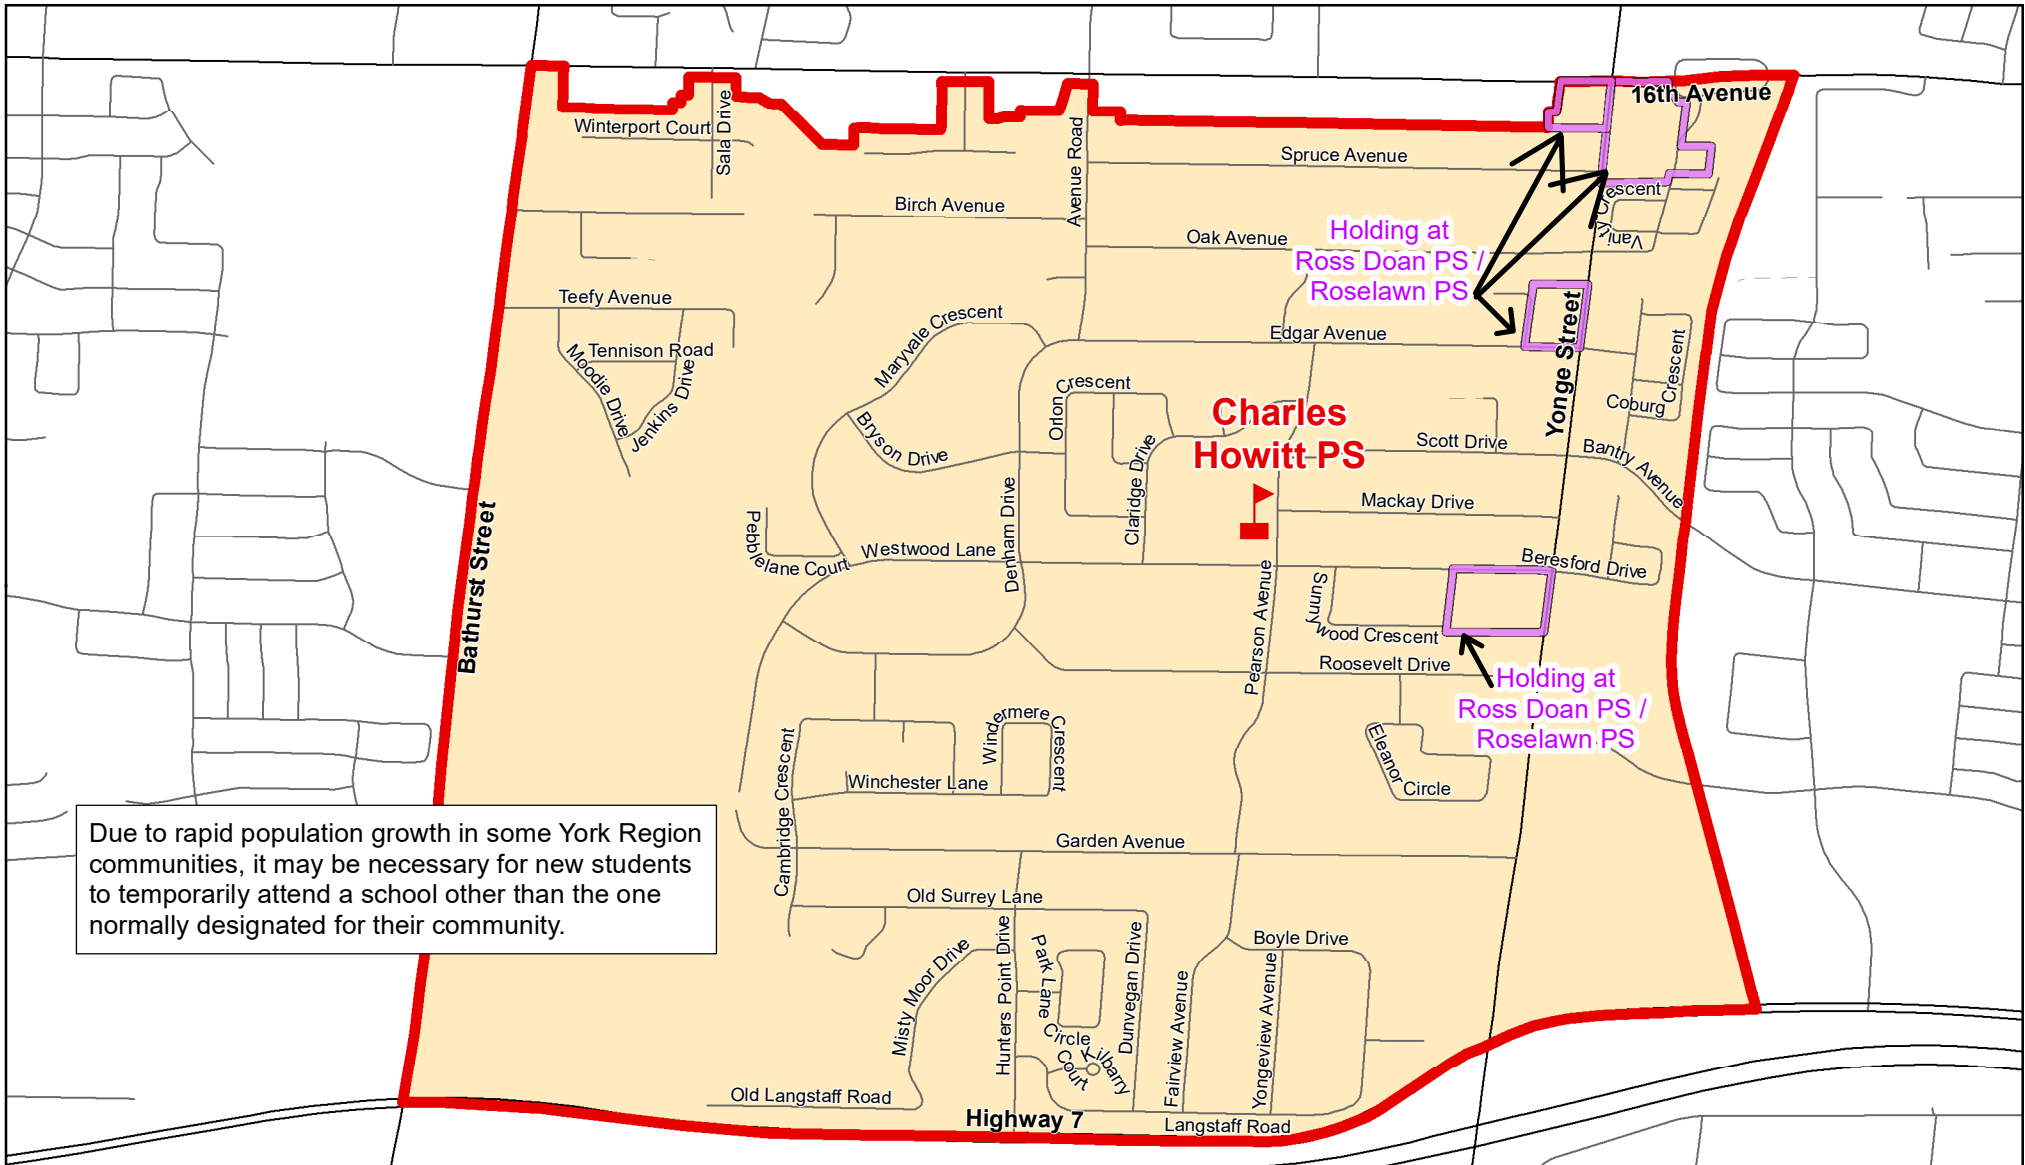 16th Avenue
Winterport Court
Sala Drive
Avenue Road
Spruce Avenue
Birch Avenue
Vanity Crescent
Oak Avenue
Holding at
Ross Doan PS /
Roselawn PS
Teefy Avenue
Maryvale Crescent
Edgar Avenue
Yonge Street
Tennison Road
Moodie Drive
Jenkins Drive
Orlon Crescent
Coburg Crescent
Charles
Howitt PS
Bryson Drive
Claridge Drive
Scott Drive
Bantry Avenue
Mackay Drive
Denham Drive
Bathurst Street
Pebblelane Court
Westwood Lane
Beresford Drive
Pearson Avenue
Sunnywood Crescent
Roosevelt Drive
Holding at
Ross Doan PS /
Roselawn PS
Windermere Crescent
Eleanor Circle
Cambridge Crescent
Winchester Lane
Due to rapid population growth in some York Region
communities, it may be necessary for new students
to temporarily attend a school other than the one
normally designated for their community.
Garden Avenue
Old Surrey Lane
Misty Moor Drive
Hunters Point Drive
Park Lane Circle
Dunvegan Drive
Boyle Drive
Kilbarry Court
Fairview Avenue
Yongeview Avenue
Old Langstaff Road
Highway 7
Langstaff Road